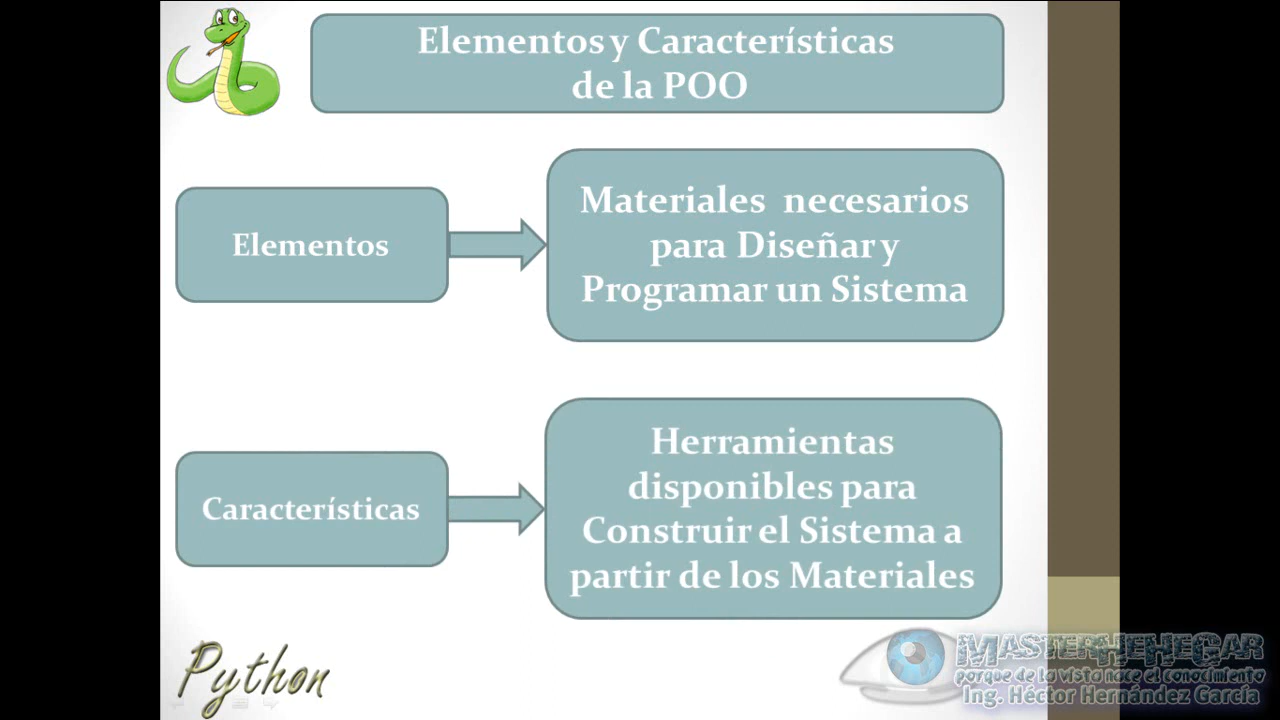 Elementos y Características
de la POO
Elementos
Materiales necesarios
para Diseñar y
Programar un Sistema
Características
Herramientas
disponibles para
Construir el Sistema a
partir de los Materiales
Python
MasterHeHeGar
porque de la vista nace el conocimiento
Ing. Héctor Hernández García